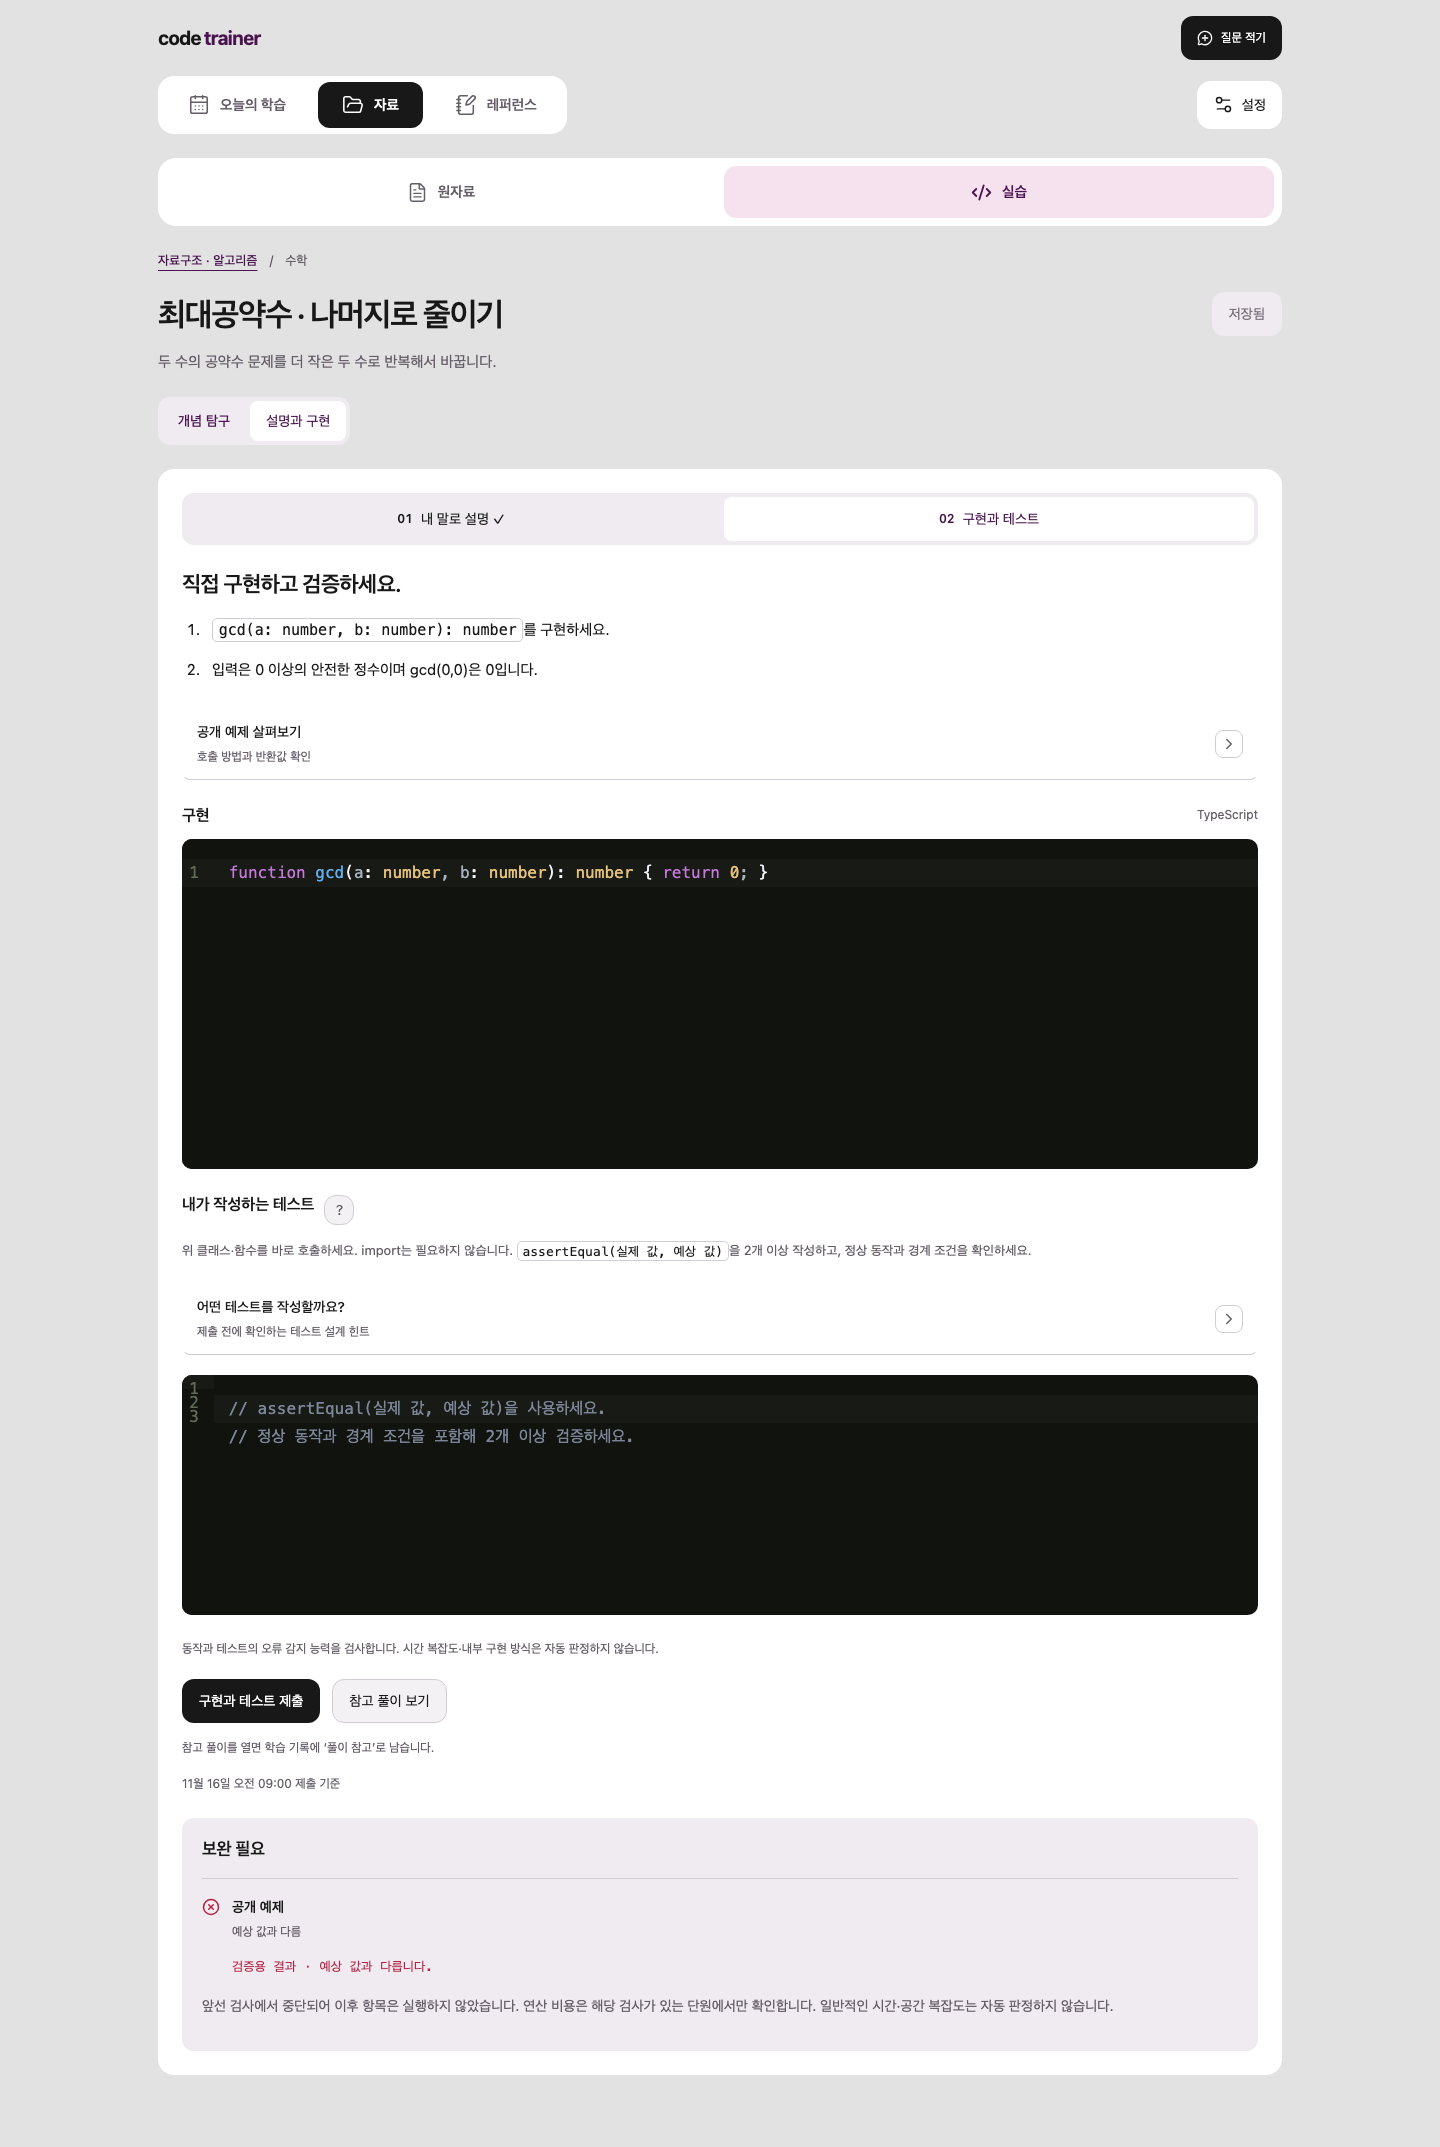 code trainer
질문 적기
오늘의 학습
자료
레퍼런스
설정
원자료
실습
자료구조 · 알고리즘 / 수학
최대공약수 · 나머지로 줄이기
저장됨
두 수의 공약수 문제를 더 작은 두 수로 반복해서 바꿉니다.
개념 탐구
설명과 구현
01 내 말로 설명 ✓
02 구현과 테스트
직접 구현하고 검증하세요.
1. gcd(a: number, b: number): number를 구현하세요.
2. 입력은 0 이상의 안전한 정수이며 gcd(0,0)은 0입니다.
공개 예제 살펴보기
호출 방법과 반환값 확인
구현
TypeScript
1 function gcd(a: number, b: number): number { return 0; }
내가 작성하는 테스트 ?
위 클래스·함수를 바로 호출하세요. import는 필요하지 않습니다. assertEqual(실제 값, 예상 값)을 2개 이상 작성하고, 정상 동작과 경계 조건을 확인하세요.
어떤 테스트를 작성할까요?
제출 전에 확인하는 테스트 설계 힌트
1
2
3
// assertEqual(실제 값, 예상 값)을 사용하세요.
// 정상 동작과 경계 조건을 포함해 2개 이상 검증하세요.
동작과 테스트의 오류 감지 능력을 검사합니다. 시간 복잡도·내부 구현 방식은 자동 판정하지 않습니다.
구현과 테스트 제출
참고 풀이 보기
참고 풀이를 열면 학습 기록에 ‘풀이 참고’로 남습니다.
11월 16일 오전 09:00 제출 기준
보완 필요
공개 예제
예상 값과 다름
검증용 결과 · 예상 값과 다릅니다.
앞선 검사에서 중단되어 이후 항목은 실행하지 않았습니다. 연산 비용은 해당 검사가 있는 단원에서만 확인합니다. 일반적인 시간·공간 복잡도는 자동 판정하지 않습니다.